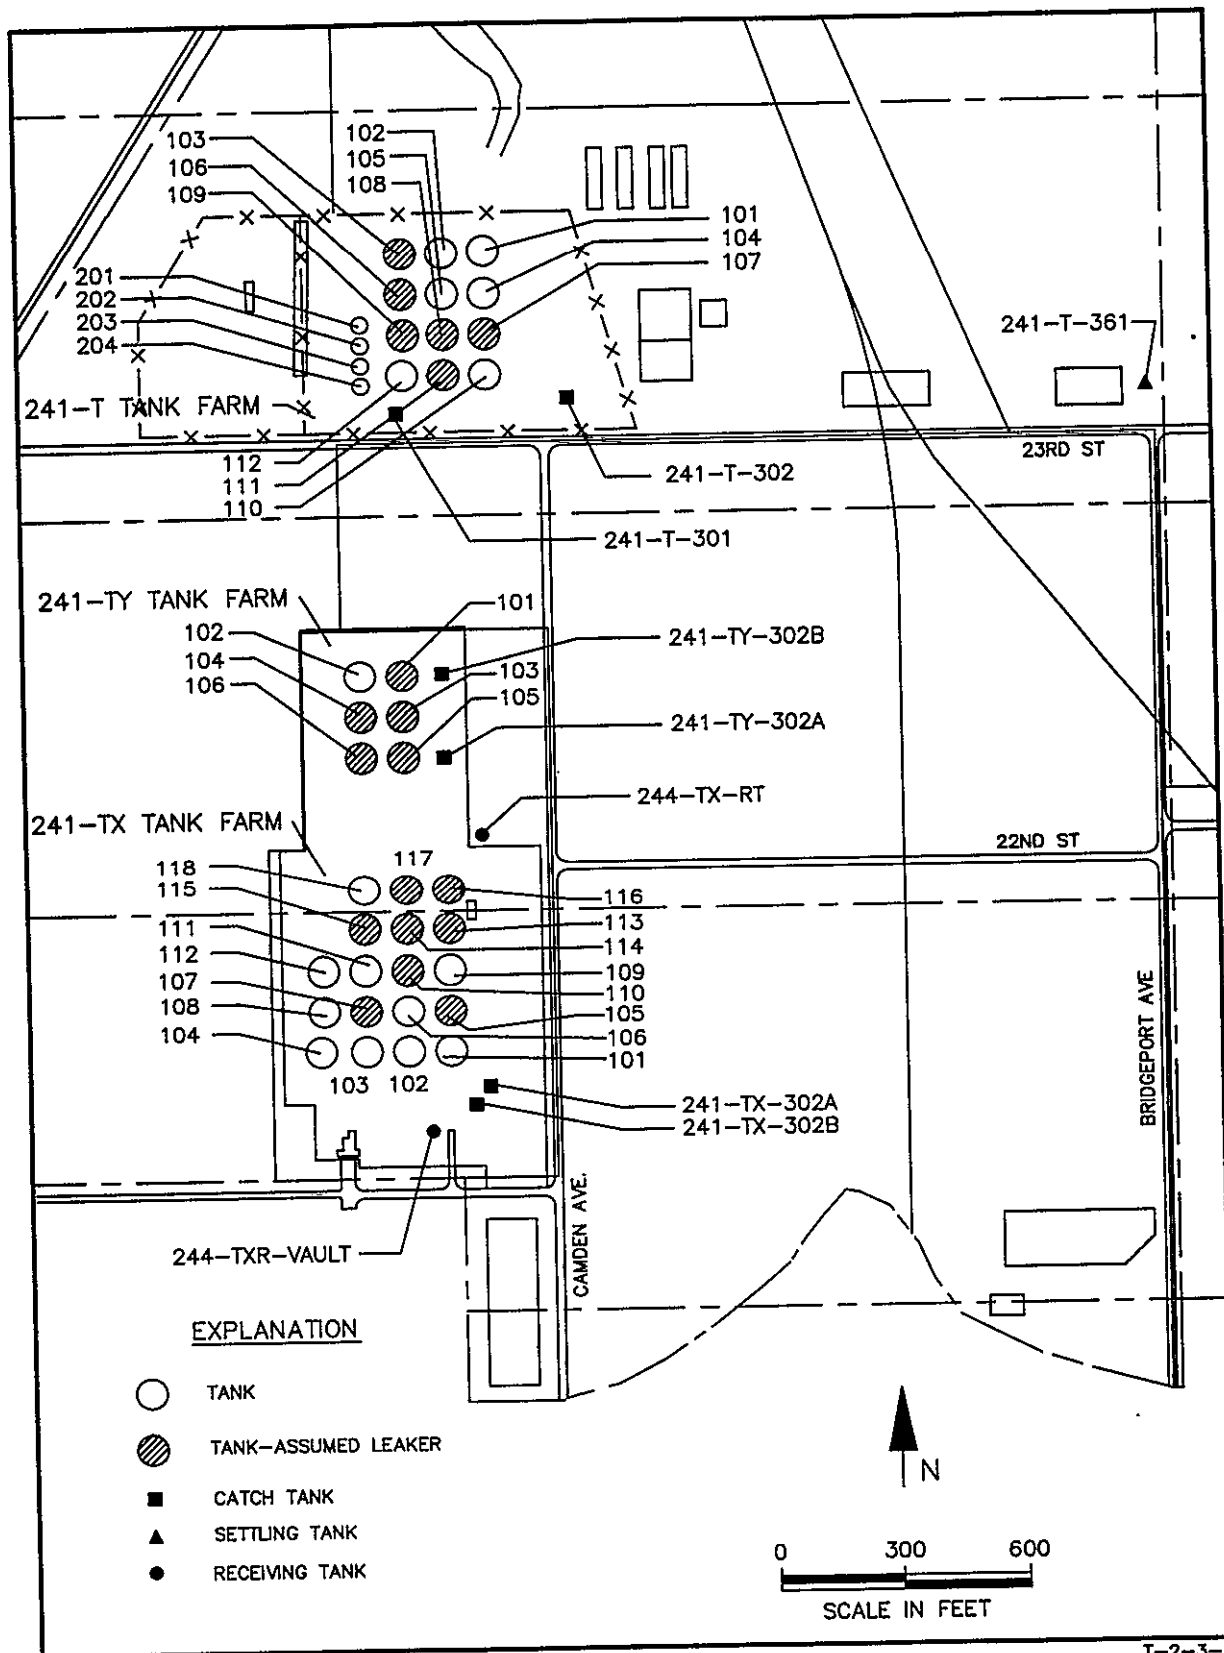 103
102
106
105
109
108
101
104
107
201
202
203
204
241-T-361
241-T TANK FARM
23RD ST
112
111
110
241-T-302
241-T-301
241-TY TANK FARM
101
102
241-TY-302B
104
103
106
105
241-TY-302A
244-TX-RT
241-TX TANK FARM
22ND ST
117
118
115
116
113
111
114
112
109
107
110
108
105
104
106
101
103
102
241-TX-302A
241-TX-302B
BRIDGEPORT AVE
CAMDEN AVE.
244-TXR-VAULT
EXPLANATION
TANK
TANK-ASSUMED LEAKER
CATCH TANK
SETTLING TANK
RECEIVING TANK
N
0 300 600
SCALE IN FEET
T-2-3-